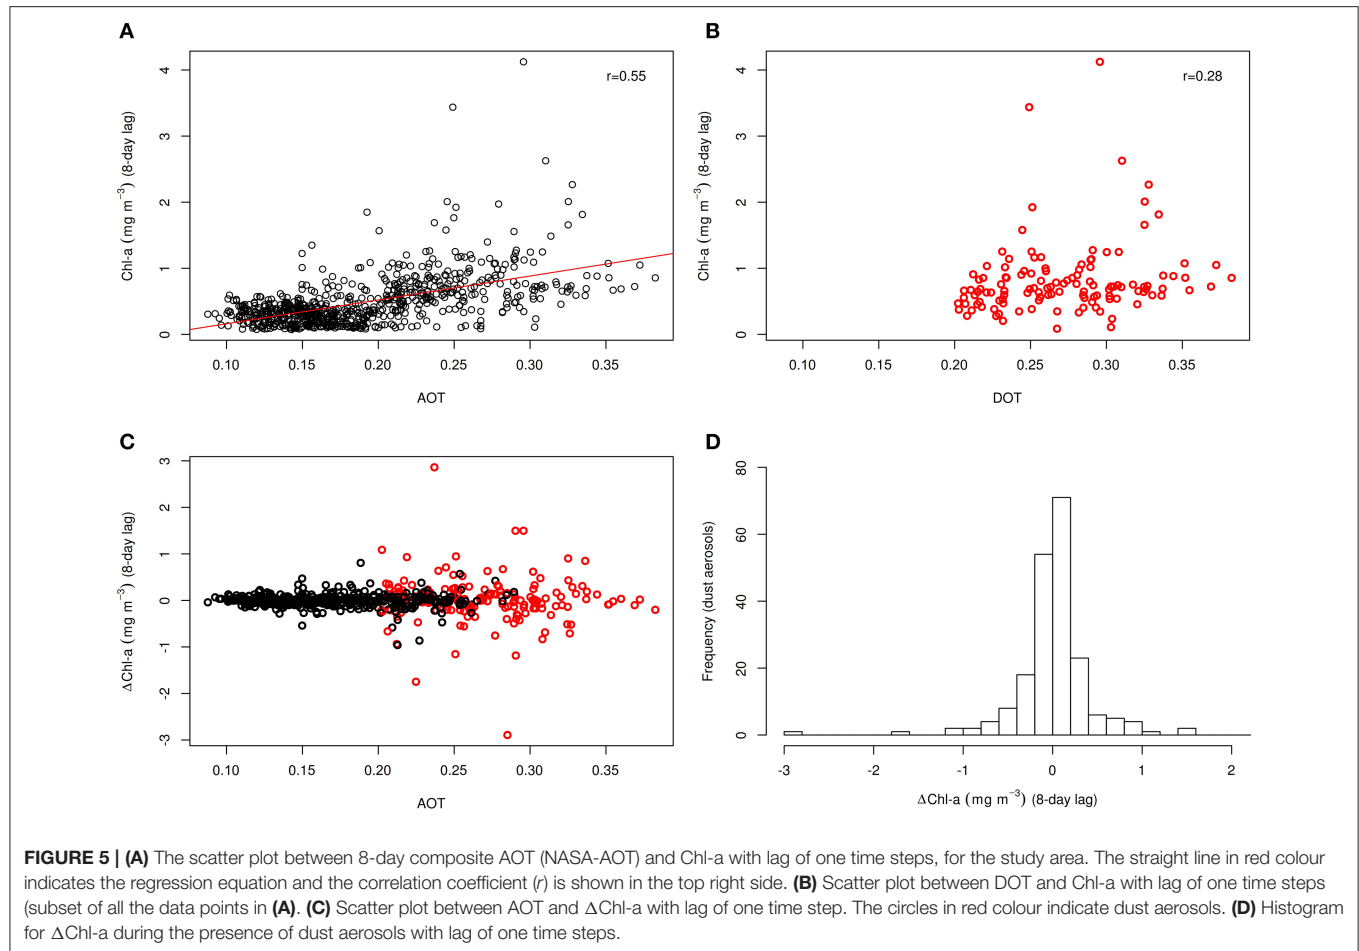 A
r=0.55
Chl-a (mg m⁻³) (8-day lag)
4
3
2
1
0
0.10 0.15 0.20 0.25 0.30 0.35
AOT
B
r=0.28
Chl-a (mg m⁻³) (8-day lag)
4
3
2
1
0
0.10 0.15 0.20 0.25 0.30 0.35
DOT
C
ΔChl-a (mg m⁻³) (8-day lag)
3
2
1
0
-1
-2
-3
0.10 0.15 0.20 0.25 0.30 0.35
AOT
D
Frequency (dust aerosols)
80
60
40
20
0
-3 -2 -1 0 1 2
ΔChl-a (mg m⁻³) (8-day lag)
FIGURE 5 | (A) The scatter plot between 8-day composite AOT (NASA-AOT) and Chl-a with lag of one time steps, for the study area. The straight line in red colour
indicates the regression equation and the correlation coefficient (r) is shown in the top right side. (B) Scatter plot between DOT and Chl-a with lag of one time steps
(subset of all the data points in (A). (C) Scatter plot between AOT and ΔChl-a with lag of one time step. The circles in red colour indicate dust aerosols. (D) Histogram
for ΔChl-a during the presence of dust aerosols with lag of one time steps.